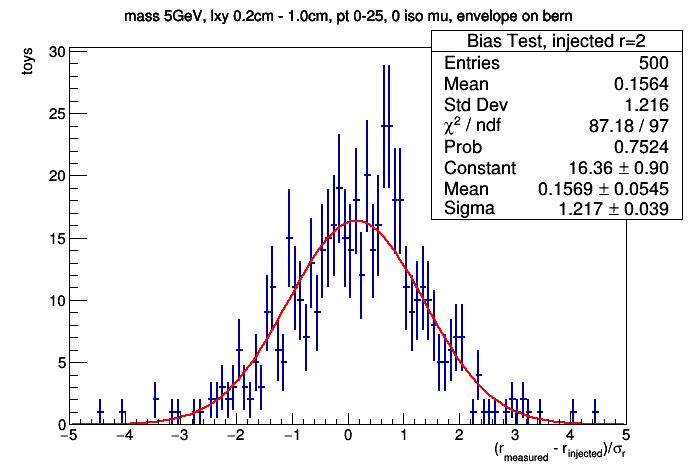 mass 5GeV, lxy 0.2cm - 1.0cm, pt 0-25, 0 iso mu, envelope on bern
toys
30
25
20
15
10
5
0
−5 −4 −3 −2 −1 0 1 2 3 4 5
(r_measured - r_injected)/σ_r
Bias Test, injected r=2
Entries 500
Mean 0.1564
Std Dev 1.216
χ² / ndf 87.18 / 97
Prob 0.7524
Constant 16.36 ± 0.90
Mean 0.1569 ± 0.0545
Sigma 1.217 ± 0.039